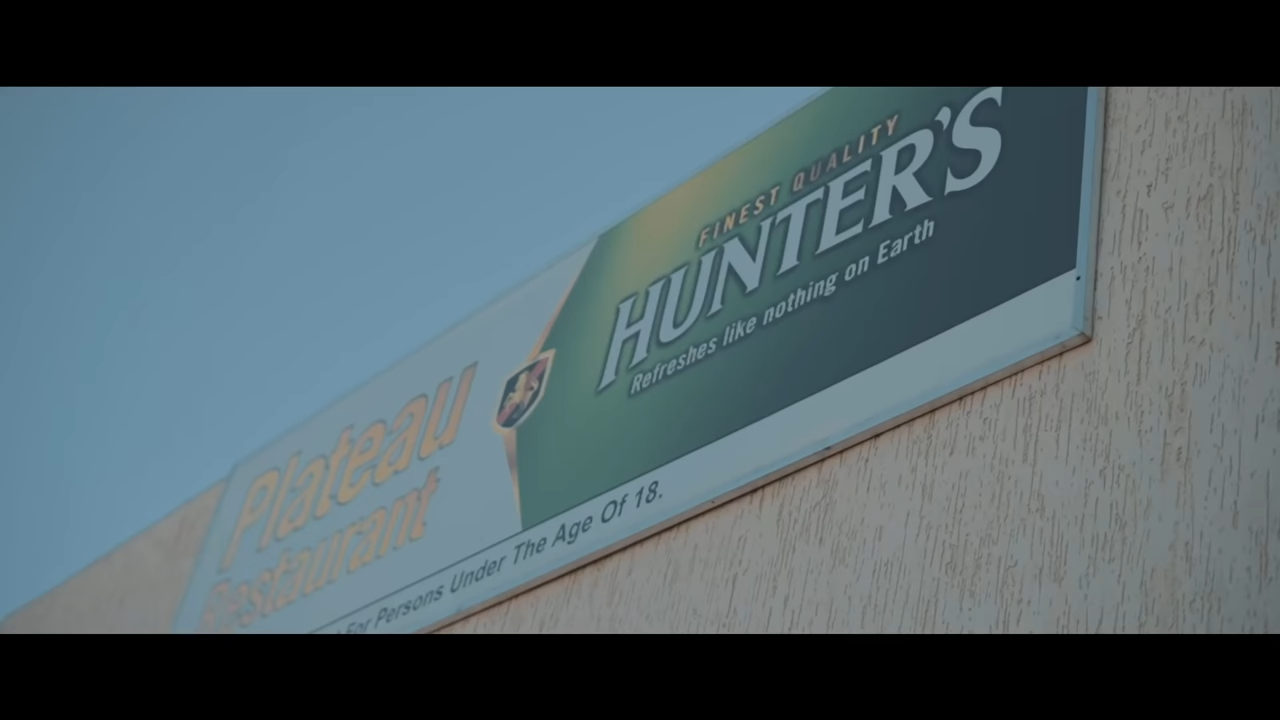 Plateau
Restaurant
FINEST QUALITY
HUNTER'S
Refreshes like nothing on Earth
For Persons Under The Age Of 18.